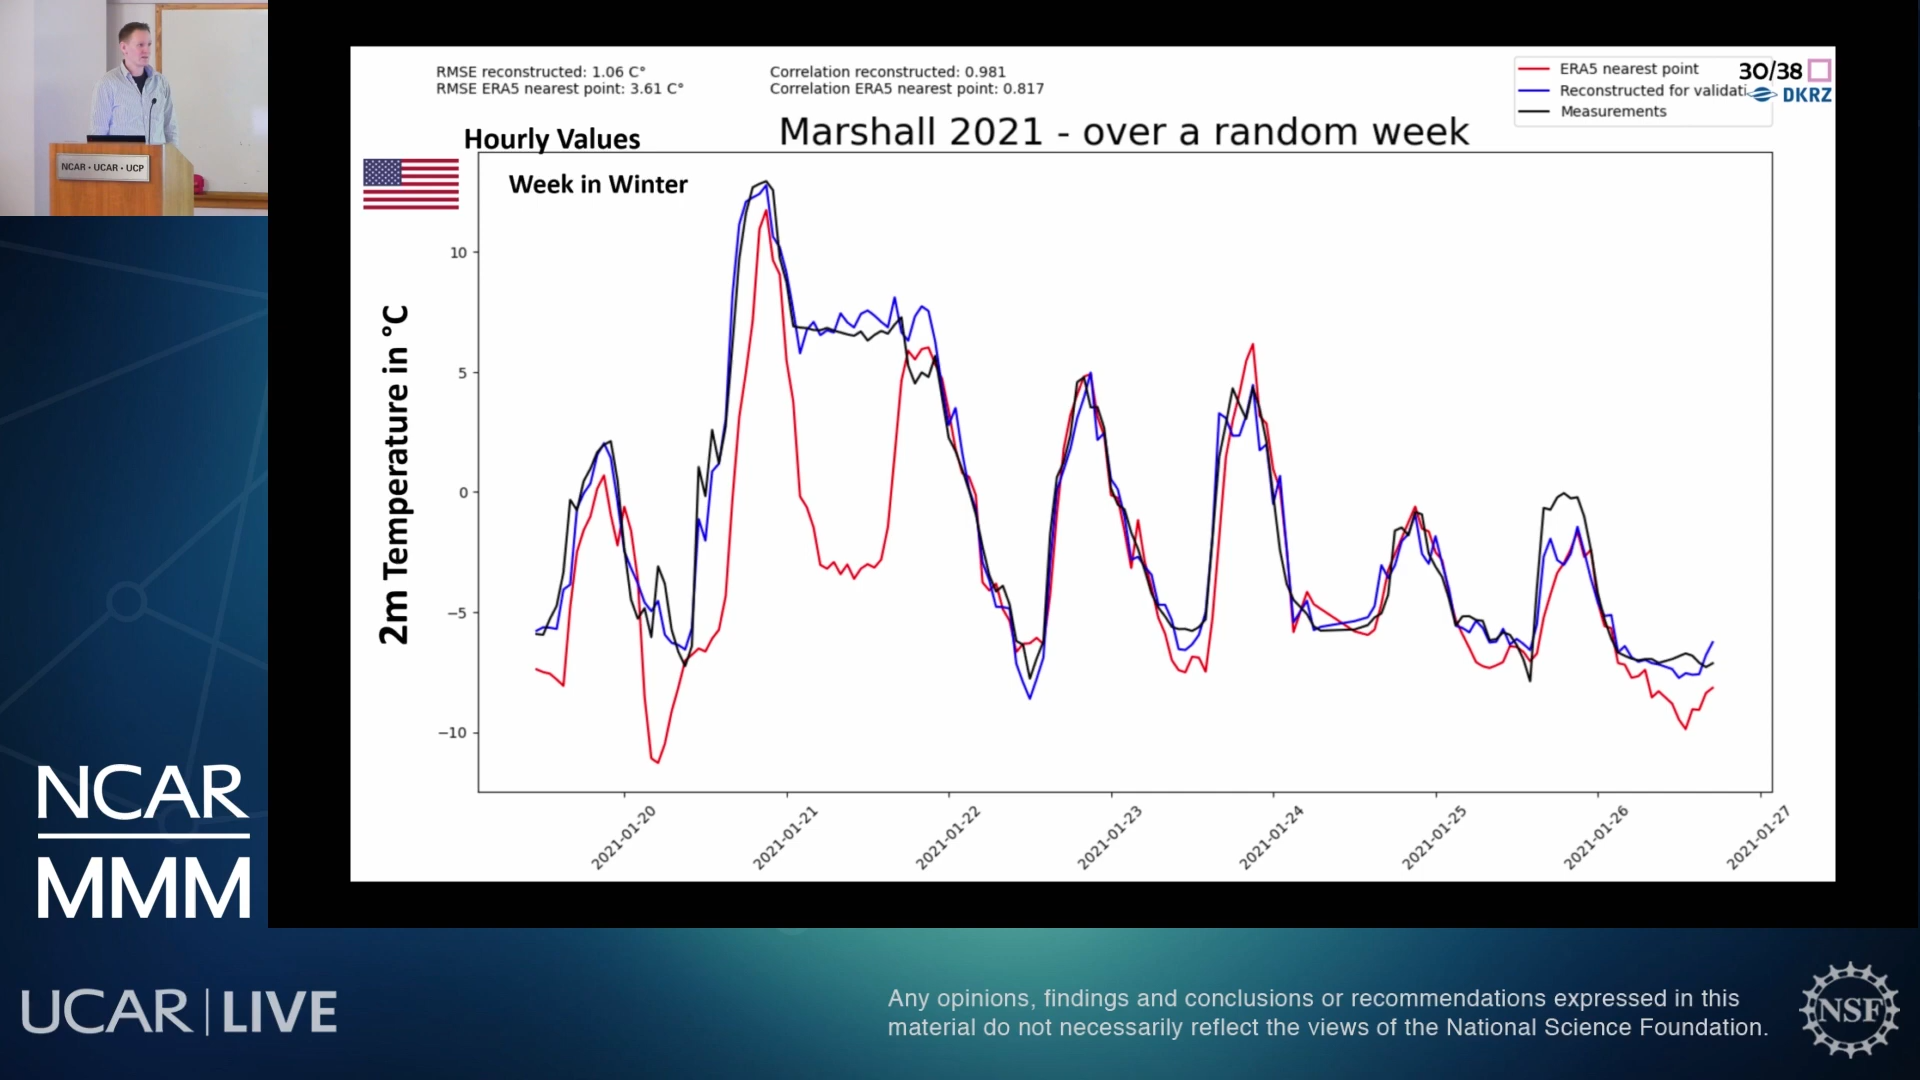 NCAR • UCAR • UCP
RMSE reconstructed: 1.06 C°
RMSE ERA5 nearest point: 3.61 C°
Correlation reconstructed: 0.981
Correlation ERA5 nearest point: 0.817
ERA5 nearest point
Reconstructed for validati
Measurements
30/38
DKRZ
Hourly Values
Marshall 2021 - over a random week
Week in Winter
2m Temperature in °C
10
5
0
−5
−10
2021-01-20
2021-01-21
2021-01-22
2021-01-23
2021-01-24
2021-01-25
2021-01-26
2021-01-27
NCAR
MMM
UCAR | LIVE
Any opinions, findings and conclusions or recommendations expressed in this
material do not necessarily reflect the views of the National Science Foundation.
NSF